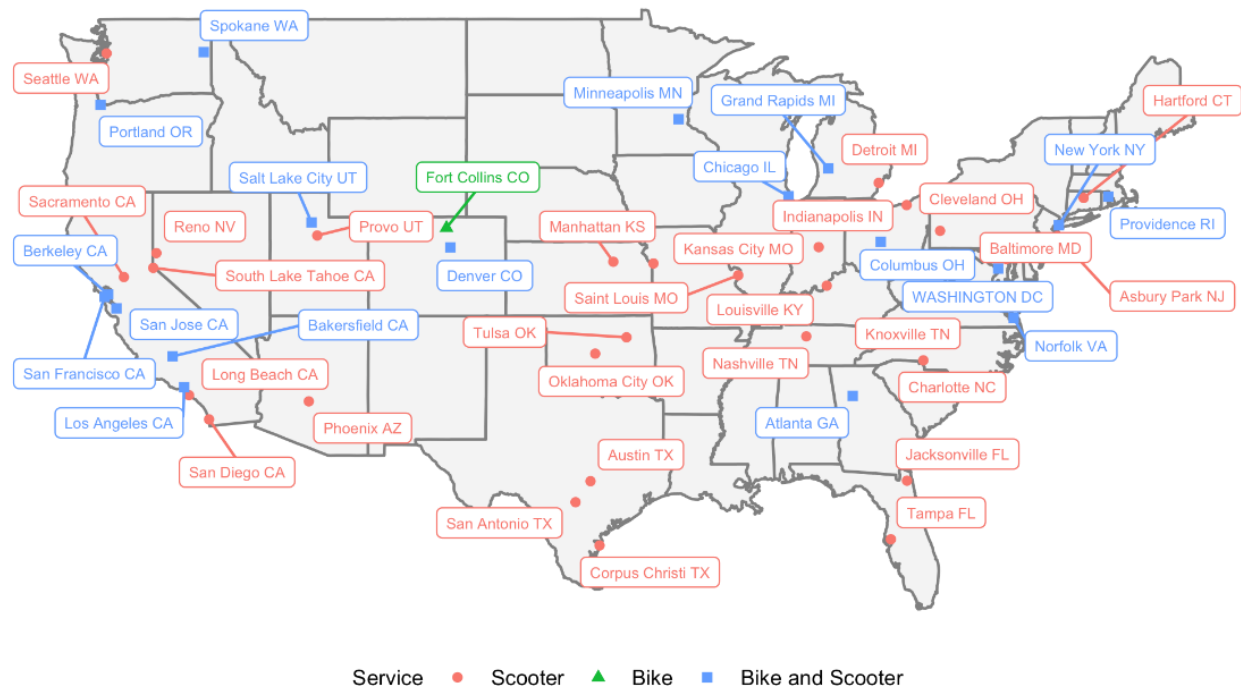 Spokane WA
Seattle WA
Minneapolis MN
Grand Rapids MI
Hartford CT
Portland OR
Detroit MI
New York NY
Chicago IL
Salt Lake City UT
Fort Collins CO
Sacramento CA
Reno NV
Provo UT
Manhattan KS
Indianapolis IN
Cleveland OH
Providence RI
Berkeley CA
Kansas City MO
Baltimore MD
South Lake Tahoe CA
Denver CO
Columbus OH
Saint Louis MO
WASHINGTON DC
Asbury Park NJ
Louisville KY
San Jose CA
Bakersfield CA
Tulsa OK
Knoxville TN
Norfolk VA
Nashville TN
San Francisco CA
Long Beach CA
Oklahoma City OK
Charlotte NC
Los Angeles CA
Phoenix AZ
Atlanta GA
San Diego CA
Austin TX
Jacksonville FL
San Antonio TX
Tampa FL
Corpus Christi TX
Service Scooter Bike Bike and Scooter